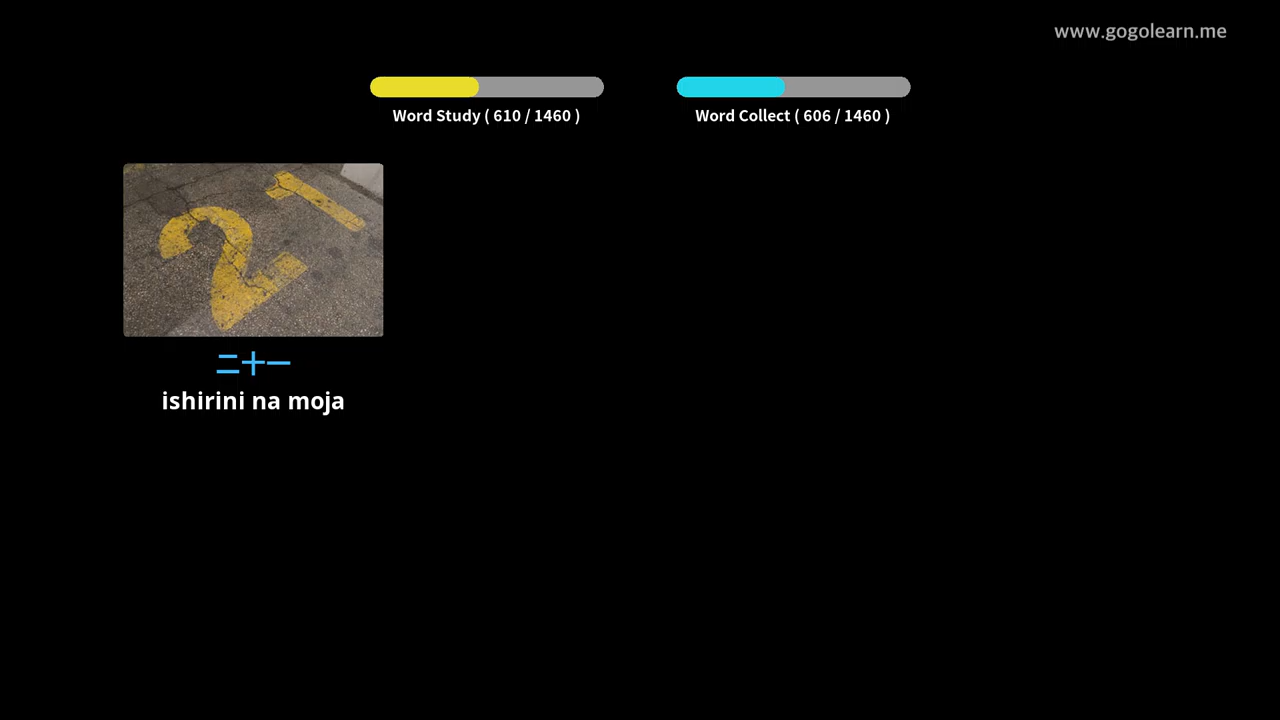 www.gogolearn.me
Word Study ( 610 / 1460 )
Word Collect ( 606 / 1460 )
21
二十一
ishirini na moja